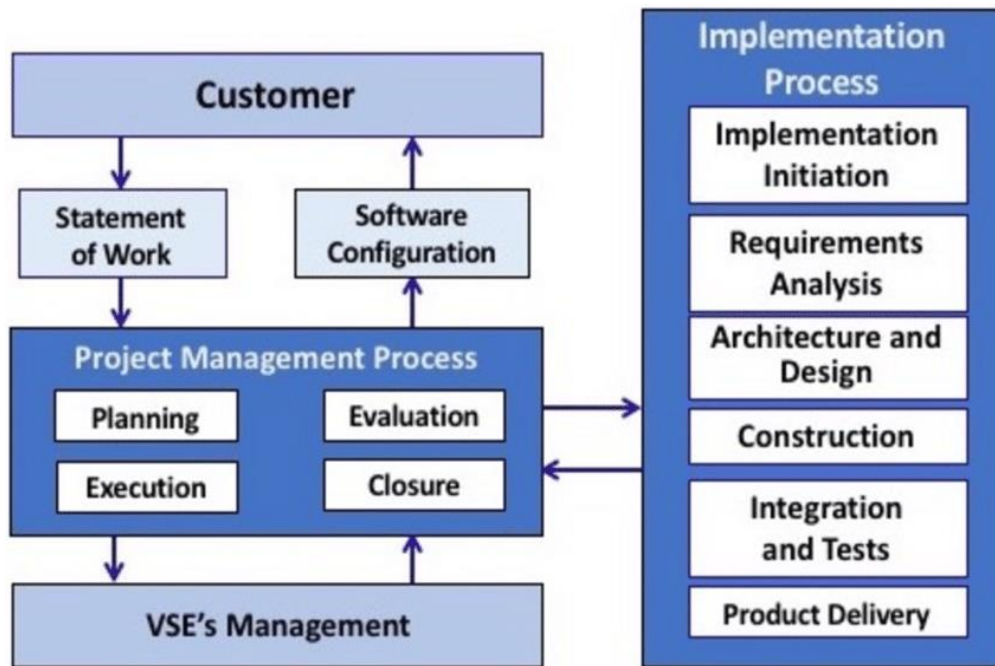 Customer
Statement
of Work
Software
Configuration
Project Management Process
Planning
Evaluation
Execution
Closure
VSE's Management
Implementation
Process
Implementation
Initiation
Requirements
Analysis
Architecture and
Design
Construction
Integration
and Tests
Product Delivery